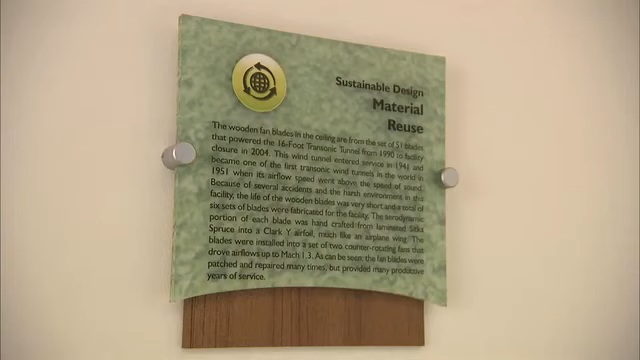 Sustainable Design
Material
Reuse
The wooden fan blades in the ceiling are from the set of 51 blades
that powered the 16-Foot Transonic Tunnel from 1990 to facility
closure in 2004. This wind tunnel entered service in 1941 and
became one of the first transonic wind tunnels in the world in
1951 when its airflow speed went above the speed of sound.
Because of several accidents and the harsh environment in this
facility, the life of the wooden blades was very short and a total of
six sets of blades were fabricated for the facility. The aerodynamic
portion of each blade was hand crafted from laminated Sitka
Spruce into a Clark Y airfoil, much like an airplane wing. The
blades were installed into a set of two counter-rotating fans that
drove airflows up to Mach 1.3. As can be seen, the fan blades were
patched and repaired many times, but provided many productive
years of service.